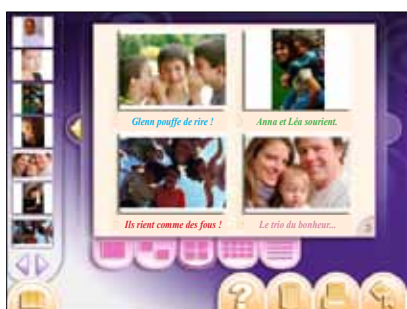 Glenn pouffe de rire !
Anna et Léa sourient.
Ils rient comme des fous !
Le trio du bonheur...
?